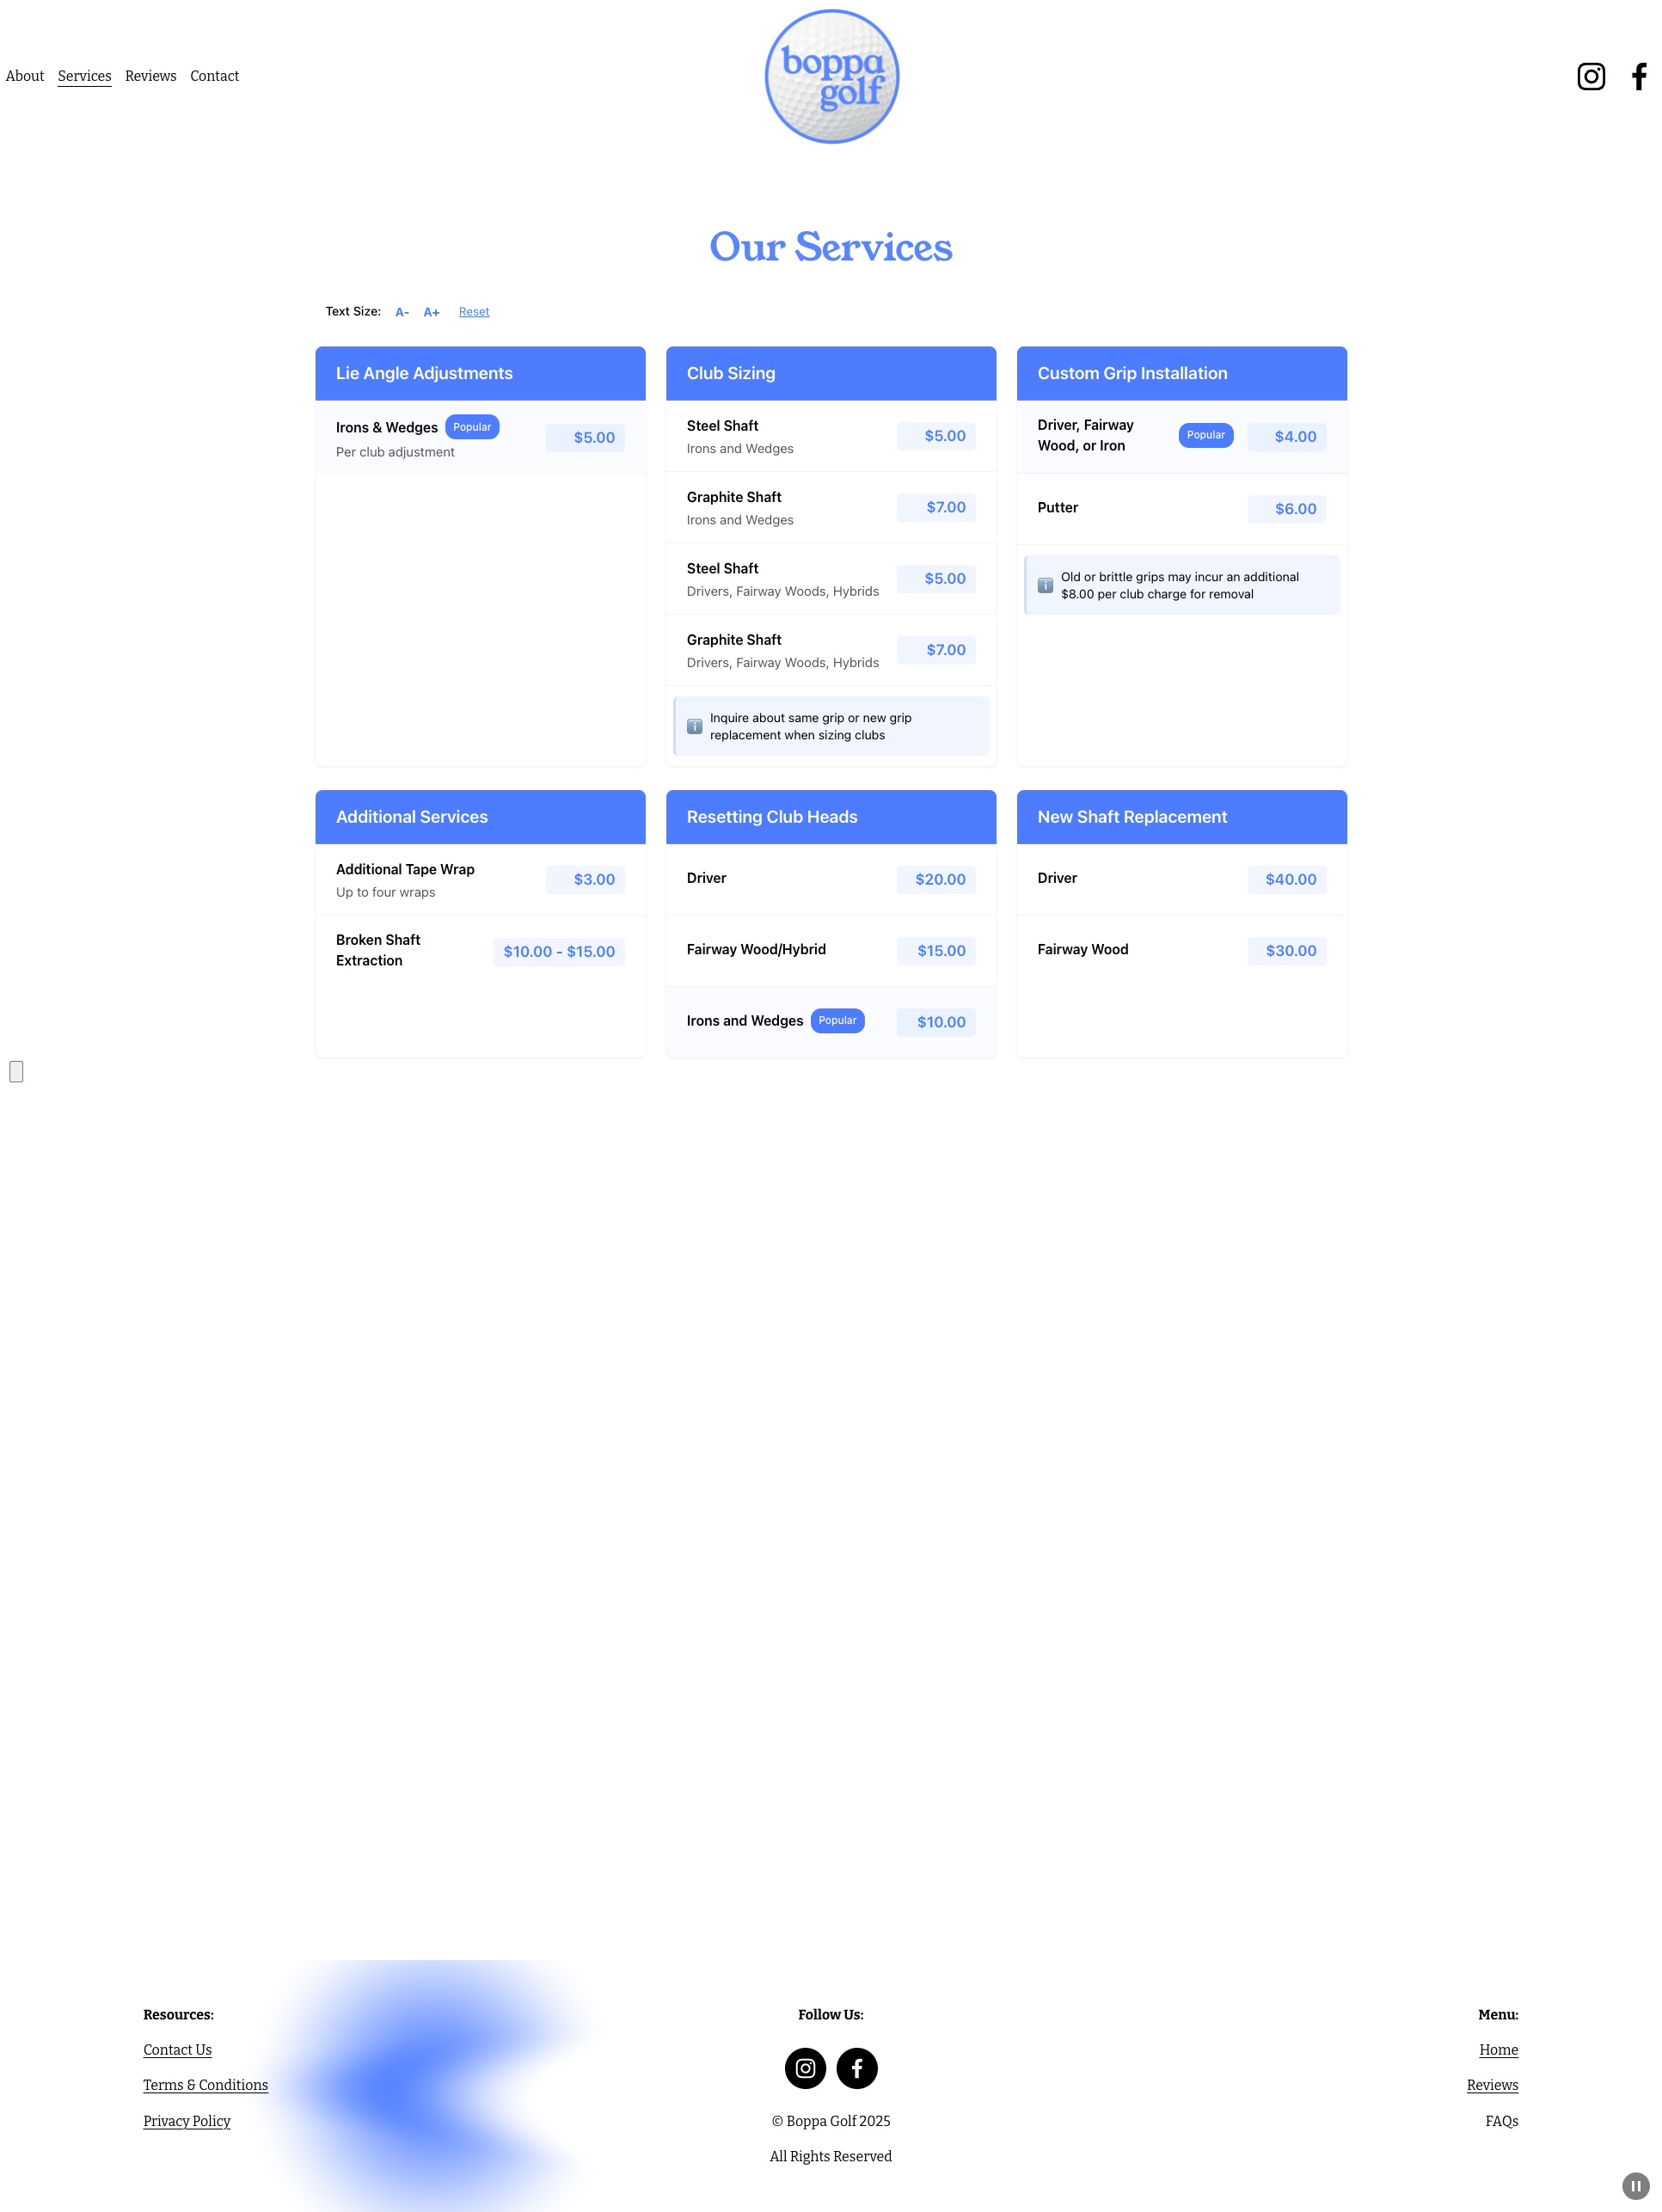 About Services Reviews Contact
boppa
golf
Our Services
Text Size: A- A+ Reset
Lie Angle Adjustments
Irons & Wedges Popular
Per club adjustment
$5.00
Club Sizing
Steel Shaft
Irons and Wedges
$5.00
Graphite Shaft
Irons and Wedges
$7.00
Steel Shaft
Drivers, Fairway Woods, Hybrids
$5.00
Graphite Shaft
Drivers, Fairway Woods, Hybrids
$7.00
Inquire about same grip or new grip
replacement when sizing clubs
Custom Grip Installation
Driver, Fairway
Wood, or Iron
Popular
$4.00
Putter
$6.00
Old or brittle grips may incur an additional
$8.00 per club charge for removal
Additional Services
Additional Tape Wrap
Up to four wraps
$3.00
Broken Shaft
Extraction
$10.00 - $15.00
Resetting Club Heads
Driver
$20.00
Fairway Wood/Hybrid
$15.00
Irons and Wedges Popular
$10.00
New Shaft Replacement
Driver
$40.00
Fairway Wood
$30.00
Resources:
Contact Us
Terms & Conditions
Privacy Policy
Follow Us:
© Boppa Golf 2025
All Rights Reserved
Menu:
Home
Reviews
FAQs